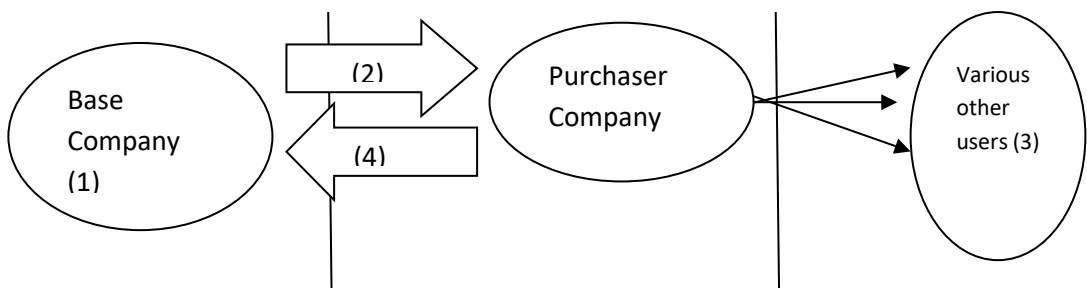 Base
Company
(1)
(2)
(4)
Purchaser
Company
Various
other
users (3)